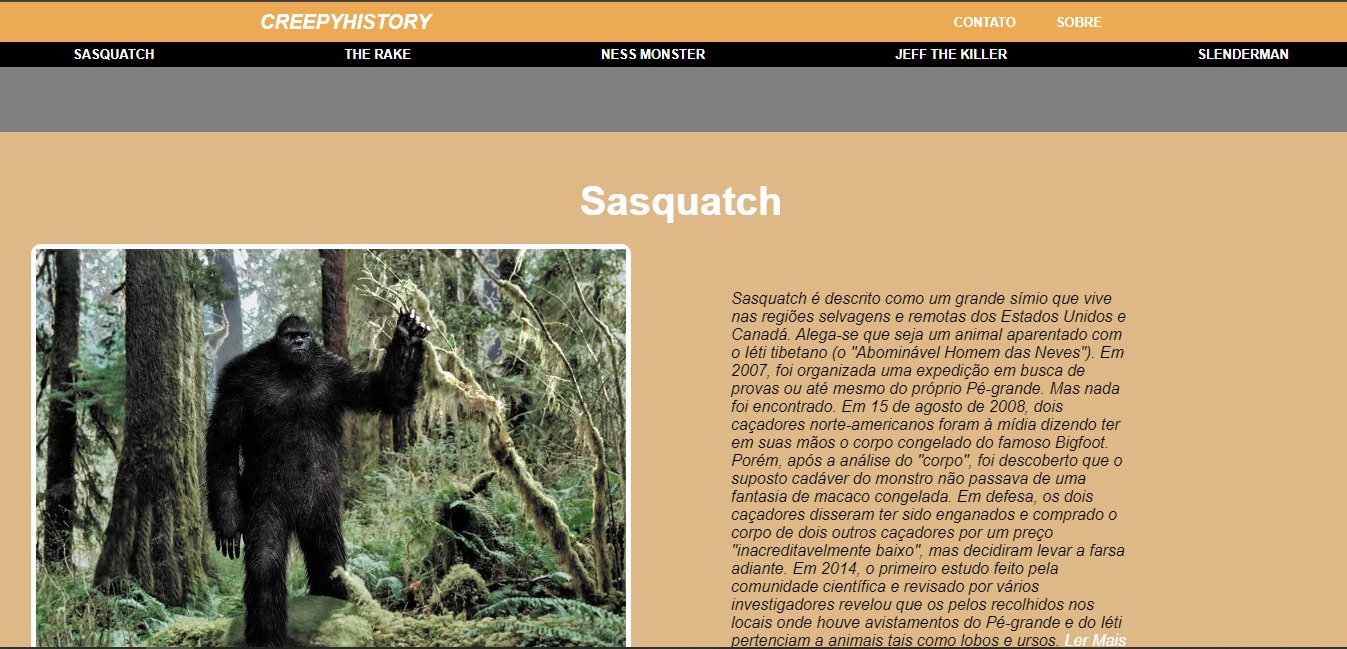 CREEPYHISTORY
CONTATO SOBRE
SASQUATCH THE RAKE NESS MONSTER JEFF THE KILLER SLENDERMAN
Sasquatch
Sasquatch é descrito como um grande símio que vive
nas regiões selvagens e remotas dos Estados Unidos e
Canadá. Alega-se que seja um animal aparentado com
o Iéti tibetano (o "Abominável Homem das Neves"). Em
2007, foi organizada uma expedição em busca de
provas ou até mesmo do próprio Pé-grande. Mas nada
foi encontrado. Em 15 de agosto de 2008, dois
caçadores norte-americanos foram à mídia dizendo ter
em suas mãos o corpo congelado do famoso Bigfoot.
Porém, após a análise do "corpo", foi descoberto que o
suposto cadáver do monstro não passava de uma
fantasia de macaco congelada. Em defesa, os dois
caçadores disseram ter sido enganados e comprado o
corpo de dois outros caçadores por um preço
"inacreditavelmente baixo", mas decidiram levar a farsa
adiante. Em 2014, o primeiro estudo feito pela
comunidade científica e revisado por vários
investigadores revelou que os pelos recolhidos nos
locais onde houve avistamentos do Pé-grande e do Iéti
pertenciam a animais tais como lobos e ursos. Ler Mais